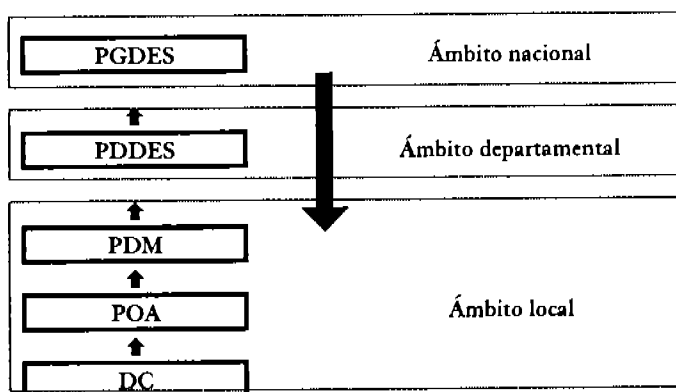 PGDES Ámbito nacional
PDDES Ámbito departamental
PDM
POA Ámbito local
DC